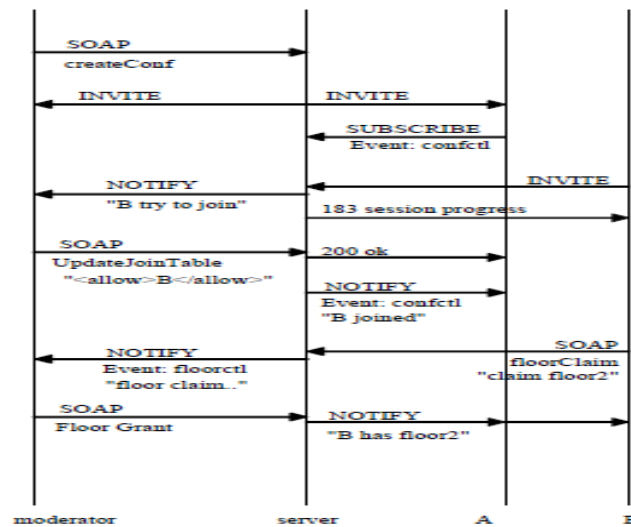 SOAP
createConf
INVITE INVITE
SUBSCRIBE
Event: confctl
INVITE
NOTIFY
"B try to join"
183 session progress
SOAP
200 ok
UpdateJoinTable
"<allow>B</allow>"
NOTIFY
Event: confctl
"B joined"
SOAP
NOTIFY
floorClaim
Event: floorctl
"claim floor2"
"floor claim.."
SOAP
NOTIFY
Floor Grant
"B has floor2"
moderator server A